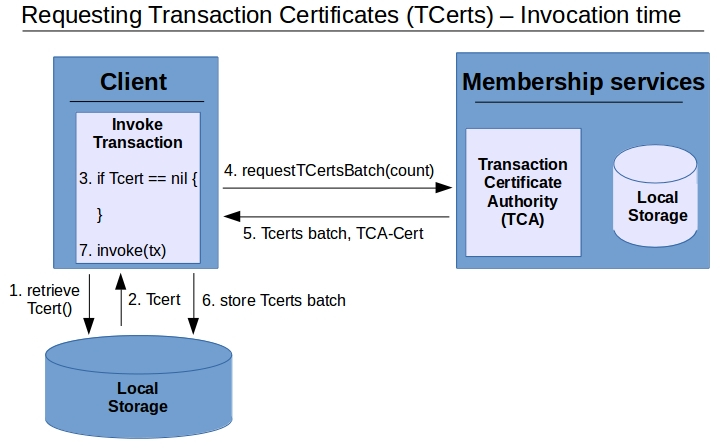 Requesting Transaction Certificates (TCerts) – Invocation time
Client
Invoke
Transaction
3. if Tcert == nil {
}
7. invoke(tx)
4. requestTCertsBatch(count)
5. Tcerts batch, TCA-Cert
Membership services
Transaction
Certificate
Authority
(TCA)
Local
Storage
1. retrieve
Tcert()
2. Tcert
6. store Tcerts batch
Local
Storage